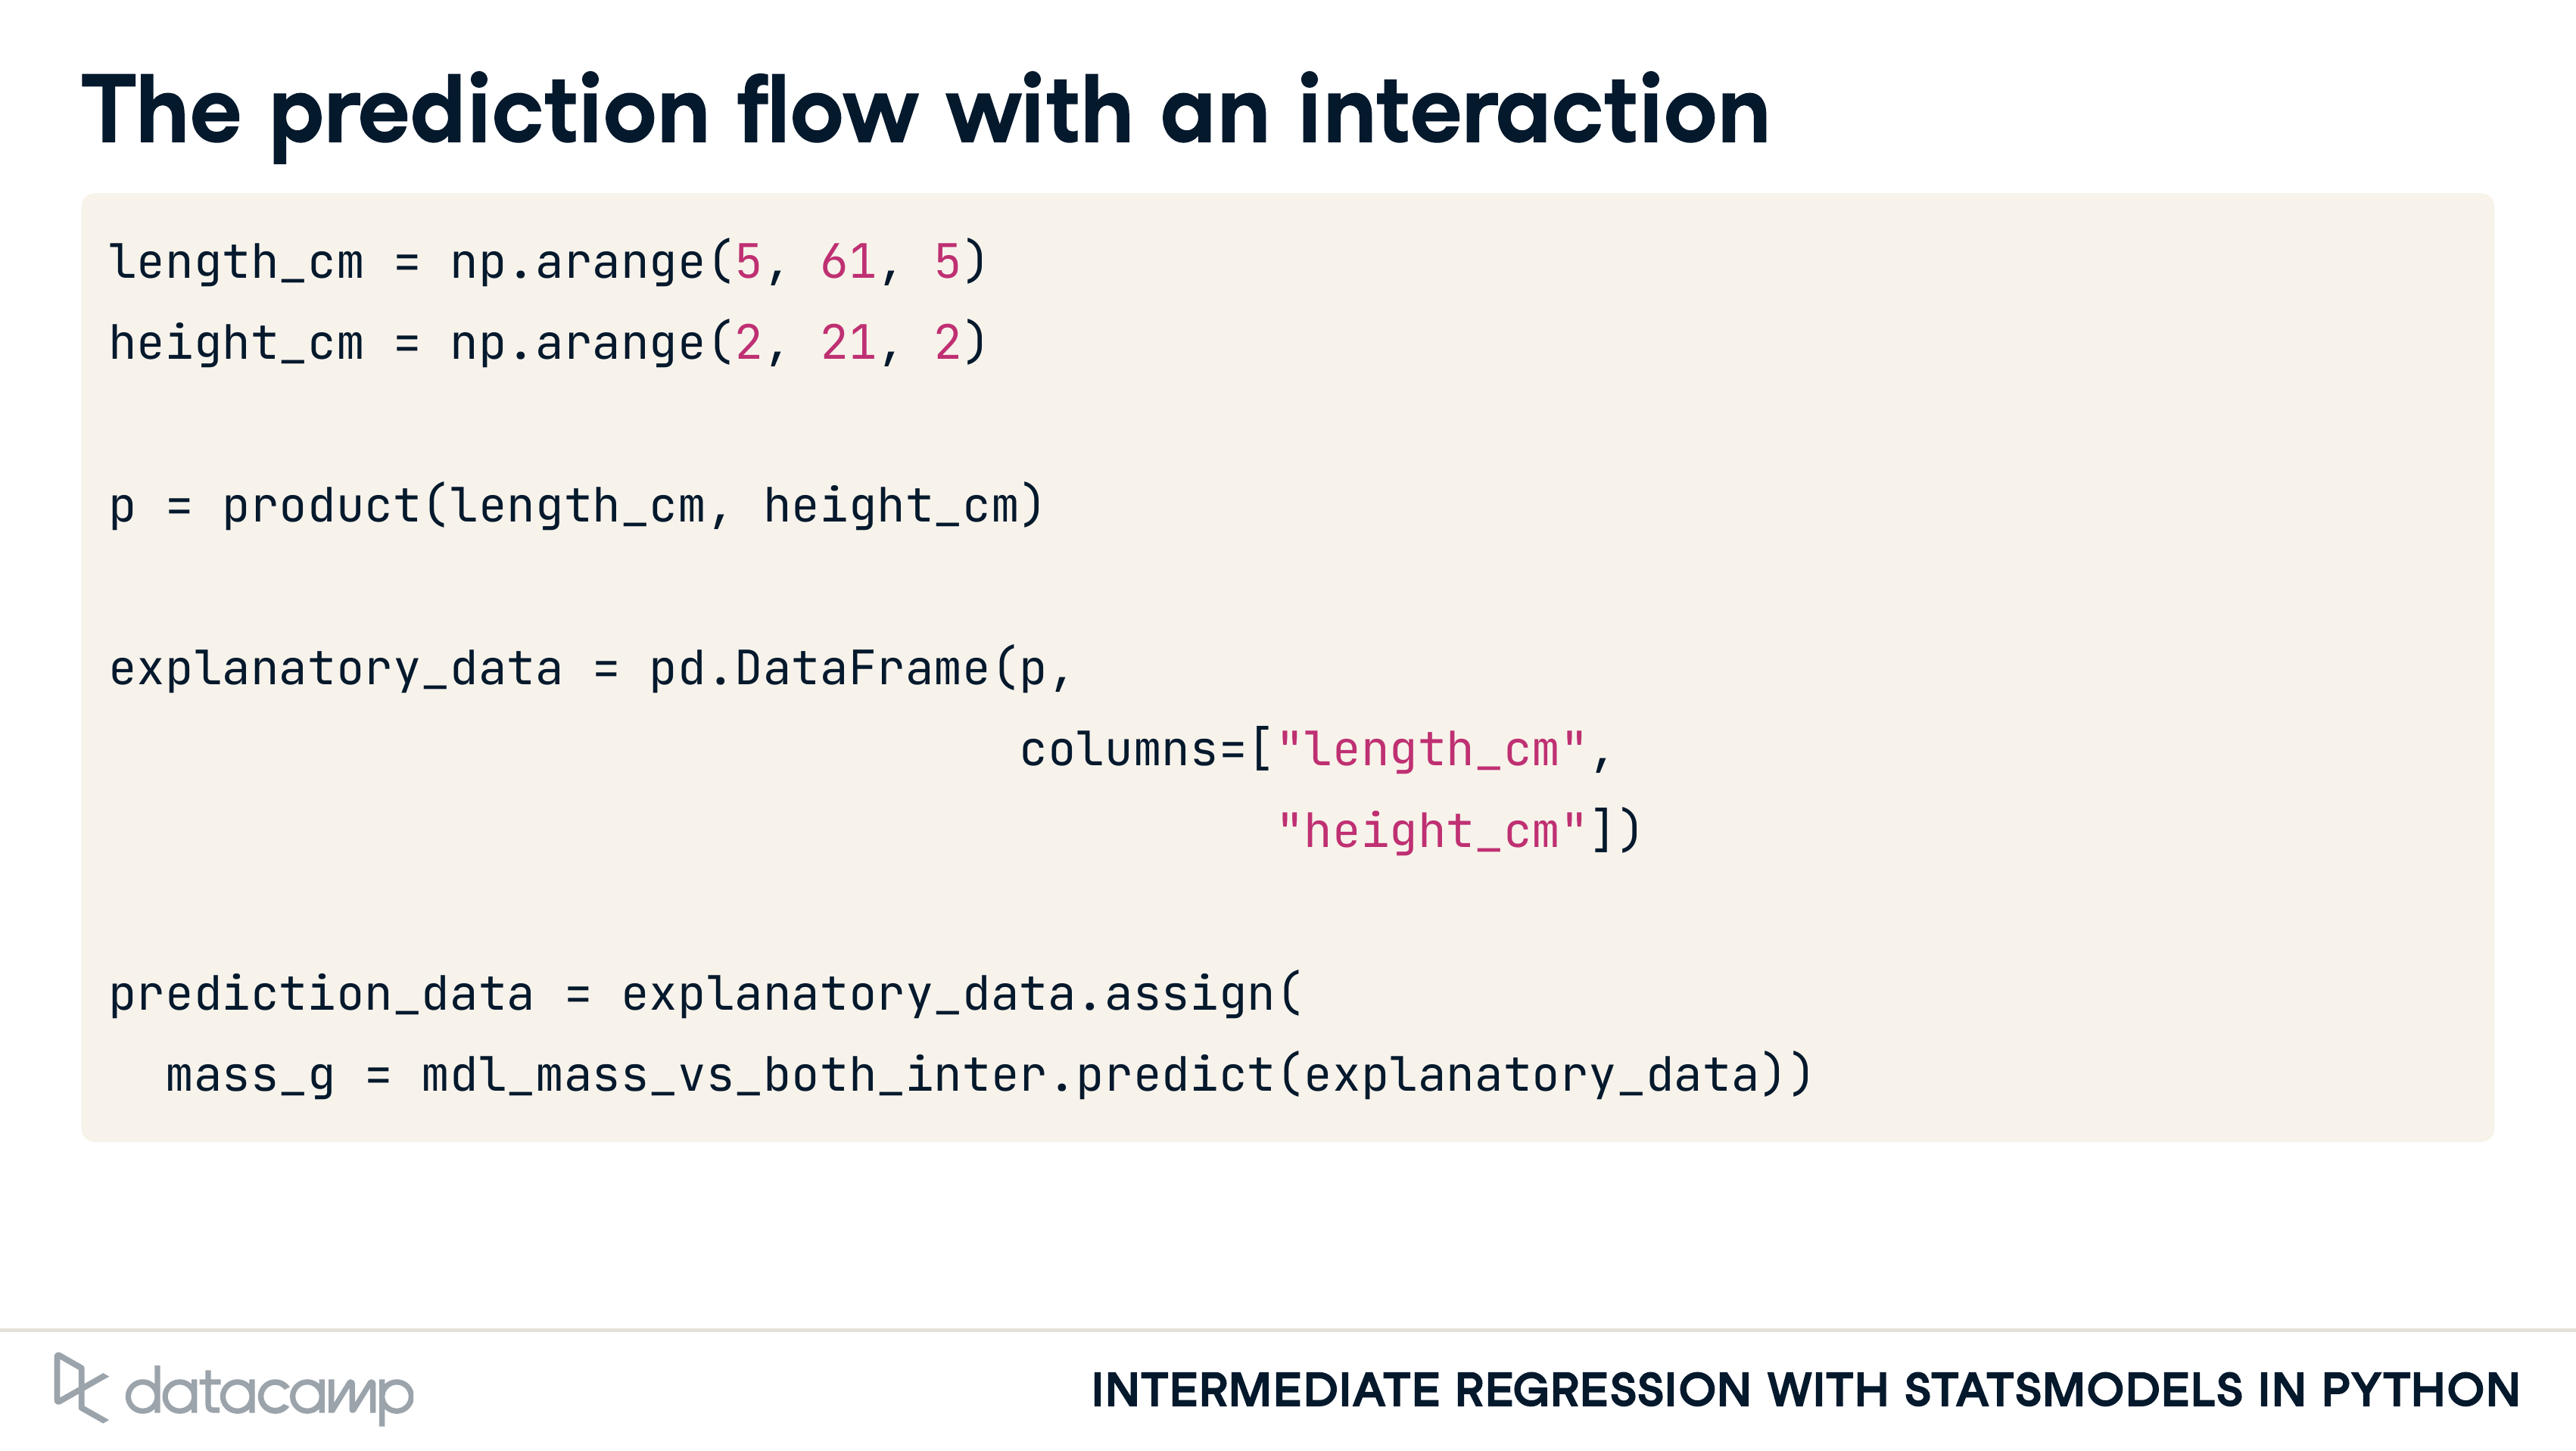 The prediction flow with an interaction
length_cm = np.arange(5, 61, 5)
height_cm = np.arange(2, 21, 2)
p = product(length_cm, height_cm)
explanatory_data = pd.DataFrame(p,
columns=["length_cm",
"height_cm"])
prediction_data = explanatory_data.assign(
mass_g = mdl_mass_vs_both_inter.predict(explanatory_data))
datacamp
INTERMEDIATE REGRESSION WITH STATSMODELS IN PYTHON